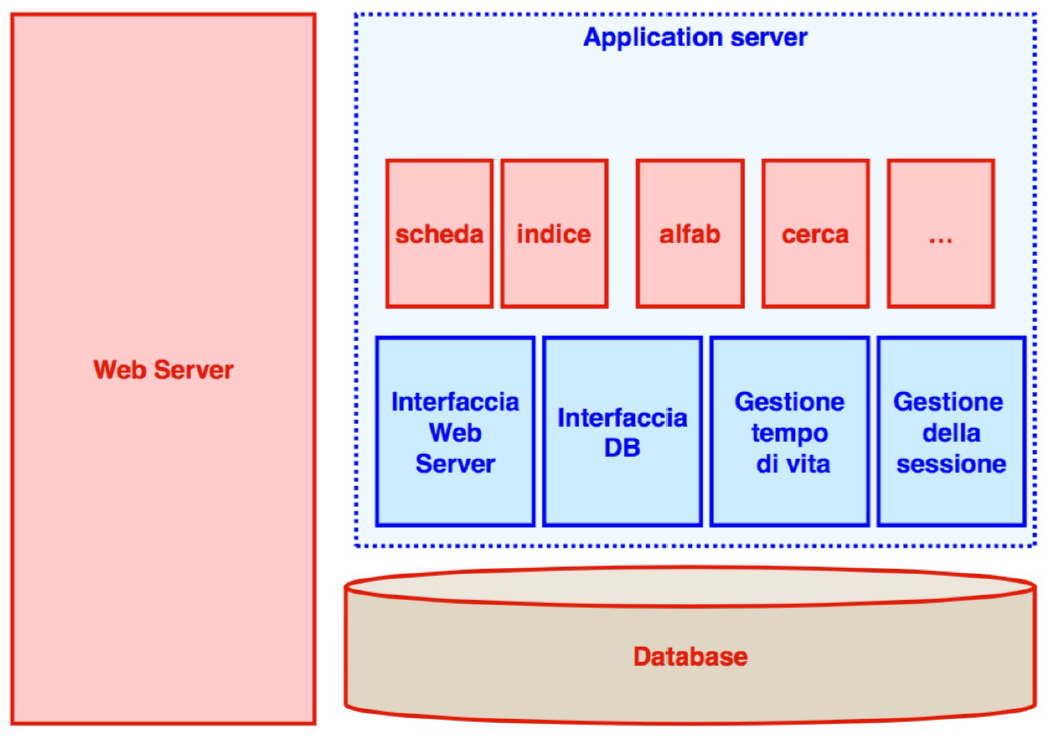 Application server
scheda
indice
alfab
cerca
...
Web Server
Interfaccia
Web
Server
Interfaccia
DB
Gestione
tempo
di vita
Gestione
della
sessione
Database